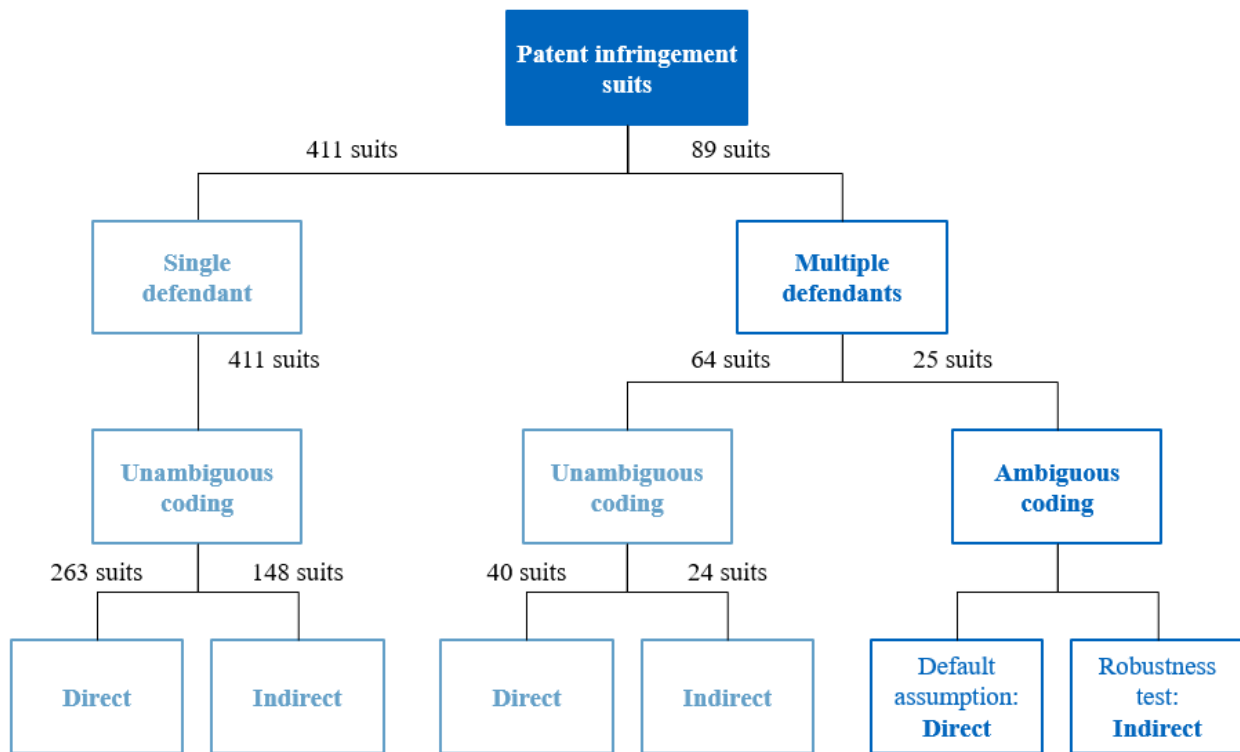 Patent infringement
suits
411 suits
89 suits
Single
defendant
Multiple
defendants
411 suits
64 suits
25 suits
Unambiguous
coding
Unambiguous
coding
Ambiguous
coding
263 suits
148 suits
40 suits
24 suits
Direct
Indirect
Direct
Indirect
Default
assumption:
Direct
Robustness
test:
Indirect